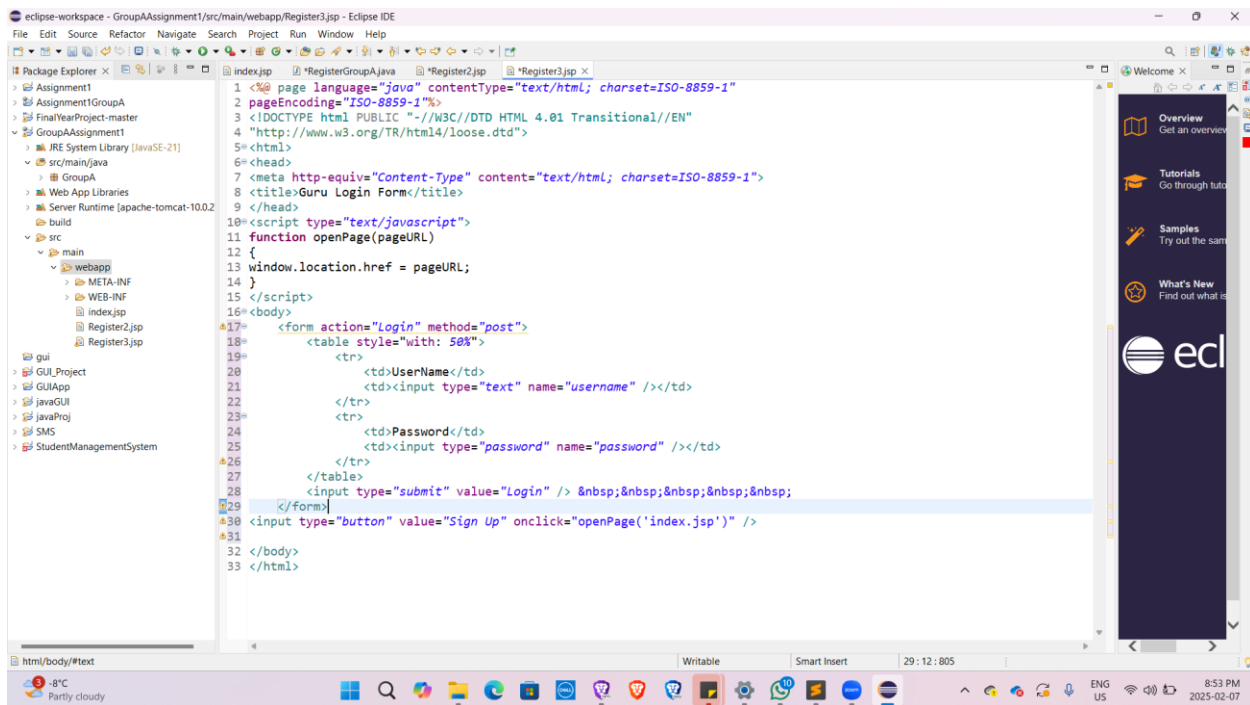 eclipse-workspace - GroupAAssignment1/src/main/webapp/Register3.jsp - Eclipse IDE
File Edit Source Refactor Navigate Search Project Run Window Help
Package Explorer
index.jsp *RegisterGroupA.java *Register2.jsp *Register3.jsp
Welcome
Assignment1
Assignment1GroupA
FinalYearProject-master
GroupAAssignment1
JRE System Library [JavaSE-21]
src/main/java
GroupA
Web App Libraries
Server Runtime [apache-tomcat-10.0.2
build
src
main
webapp
META-INF
WEB-INF
index.jsp
Register2.jsp
Register3.jsp
gui
GUI_Project
GUIApp
javaGUI
javaProj
SMS
StudentManagementSystem
1 <%@ page language="java" contentType="text/html; charset=ISO-8859-1"
2 pageEncoding="ISO-8859-1"%>
3 <!DOCTYPE html PUBLIC "-//W3C//DTD HTML 4.01 Transitional//EN"
4 "http://www.w3.org/TR/html4/loose.dtd">
5 <html>
6 <head>
7 <meta http-equiv="Content-Type" content="text/html; charset=ISO-8859-1">
8 <title>Guru Login Form</title>
9 </head>
10 <script type="text/javascript">
11 function openPage(pageURL)
12 {
13 window.location.href = pageURL;
14 }
15 </script>
16 <body>
17 <form action="Login" method="post">
18 <table style="with: 50%">
19 <tr>
20 <td>UserName</td>
21 <td><input type="text" name="username" /></td>
22 </tr>
23 <tr>
24 <td>Password</td>
25 <td><input type="password" name="password" /></td>
26 </tr>
27 </table>
28 <input type="submit" value="Login" /> &nbsp;&nbsp;&nbsp;&nbsp;&nbsp;
29 </form>
30 <input type="button" value="Sign Up" onclick="openPage('index.jsp')" />
31
32 </body>
33 </html>
Overview
Get an overview
Tutorials
Go through tuto
Samples
Try out the sam
What's New
Find out what is
ecl
html/body/#text Writable Smart Insert 29 : 12 : 805
3
-8°C
Partly cloudy
DELL
zoom
10
ENG
US
8:53 PM
2025-02-07